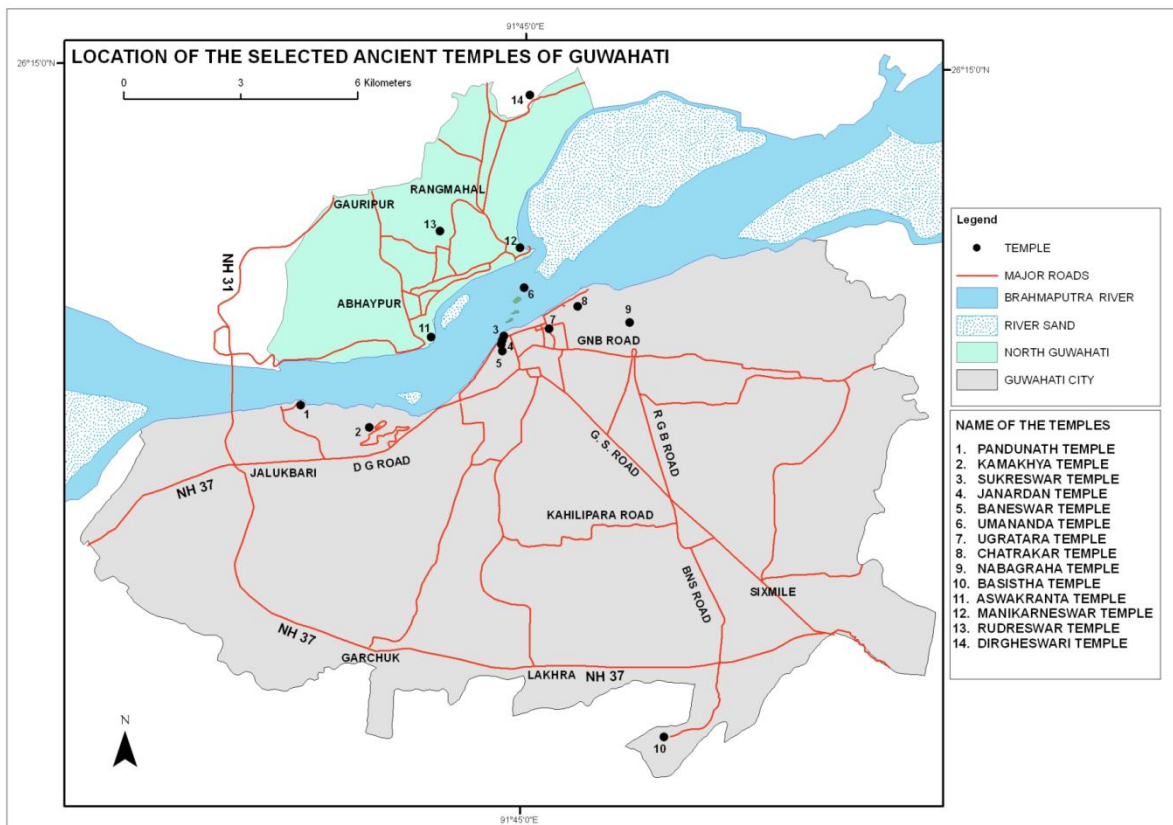 91°45'0"E
LOCATION OF THE SELECTED ANCIENT TEMPLES OF GUWAHATI
26°15'0"N
26°15'0"N
0 3 6 Kilometers
14
RANGMAHAL
GAURIPUR
13
12
NH 31
ABHAYPUR
6
8
11
3
7
9
4
GNB ROAD
5
1
2
G. S. ROAD
R G B ROAD
D G ROAD
JALUKBARI
NH 37
KAHILIPARA ROAD
BNS ROAD
SIXMILE
NH 37
GARCHUK
LAKHRA
NH 37
N
10
91°45'0"E
Legend
TEMPLE
MAJOR ROADS
BRAHMAPUTRA RIVER
RIVER SAND
NORTH GUWAHATI
GUWAHATI CITY
NAME OF THE TEMPLES
1. PANDUNATH TEMPLE
2. KAMAKHYA TEMPLE
3. SUKRESWAR TEMPLE
4. JANARDAN TEMPLE
5. BANESWAR TEMPLE
6. UMANANDA TEMPLE
7. UGRATARA TEMPLE
8. CHATRAKAR TEMPLE
9. NABAGRAHA TEMPLE
10. BASISTHA TEMPLE
11. ASWAKRANTA TEMPLE
12. MANIKARNESWAR TEMPLE
13. RUDRESWAR TEMPLE
14. DIRGHESWARI TEMPLE